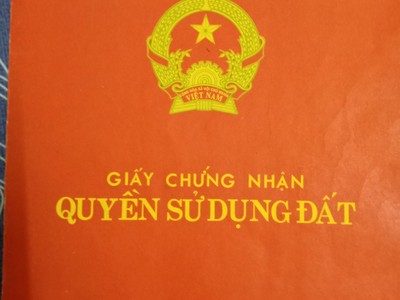 VIỆT NAM
GIẤY CHỨNG NHẬN
QUYỀN SỬ DỤNG ĐẤT